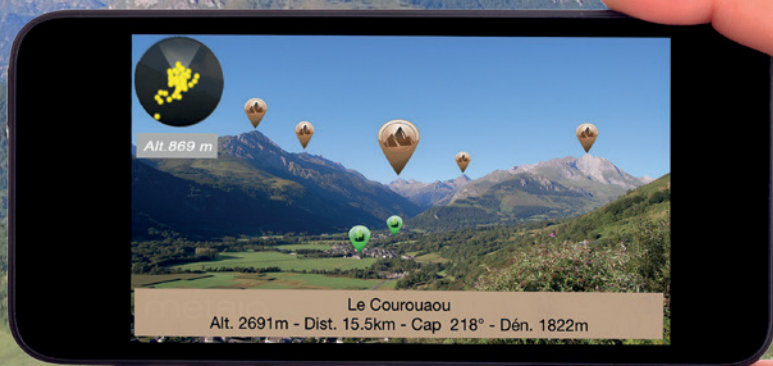 Alt. 869 m
Le Courouaou
Alt. 2691m - Dist. 15.5km - Cap 218° - Dén. 1822m